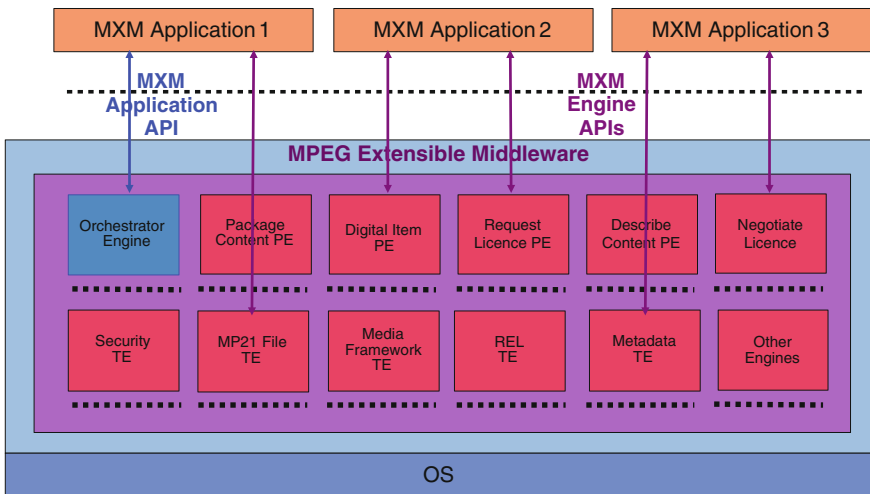 MXM Application 1
MXM Application 2
MXM Application 3
MXM
Application
API
MXM
Engine
APIs
MPEG Extensible Middleware
Orchestrator
Engine
Package
Content PE
Digital Item
PE
Request
Licence PE
Describe
Content PE
Negotiate
Licence
Security
TE
MP21 File
TE
Media
Framework
TE
REL
TE
Metadata
TE
Other
Engines
OS